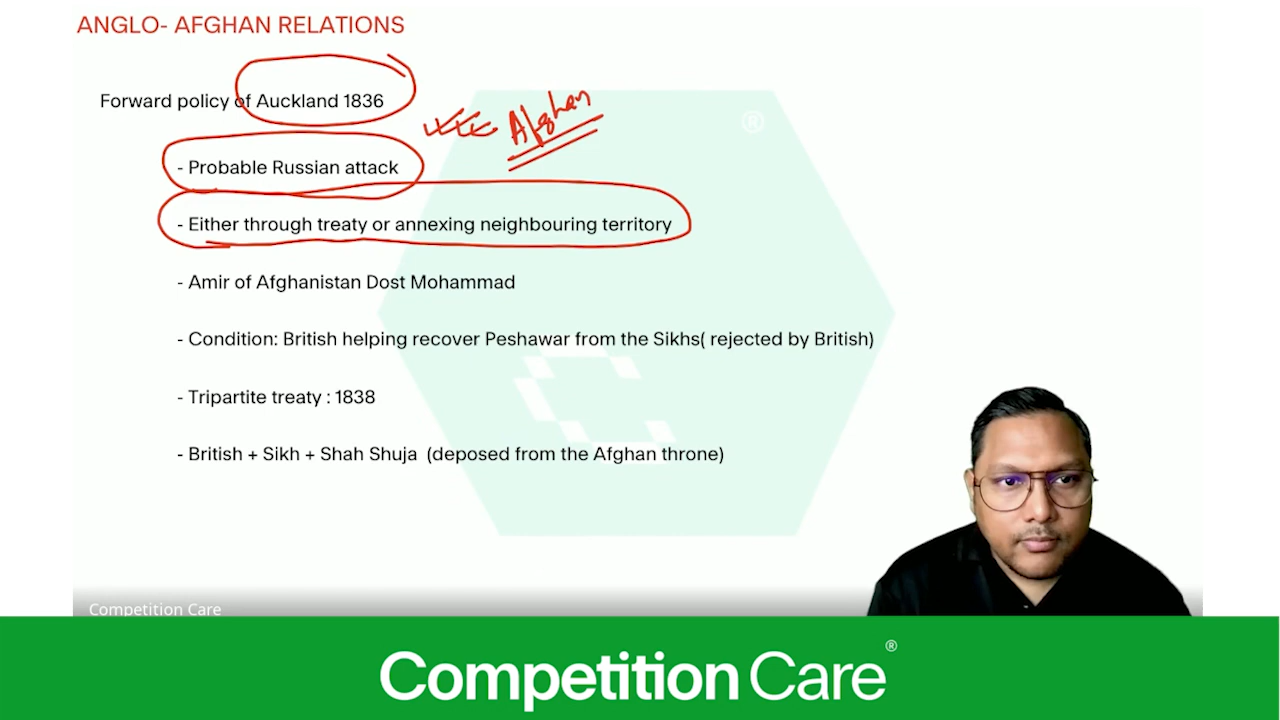 ANGLO- AFGHAN RELATIONS
Forward policy of Auckland 1836
Afghan
®
- Probable Russian attack
- Either through treaty or annexing neighbouring territory
- Amir of Afghanistan Dost Mohammad
- Condition: British helping recover Peshawar from the Sikhs( rejected by British)
- Tripartite treaty : 1838
- British + Sikh + Shah Shuja (deposed from the Afghan throne)
Competition Care
Competition Care®